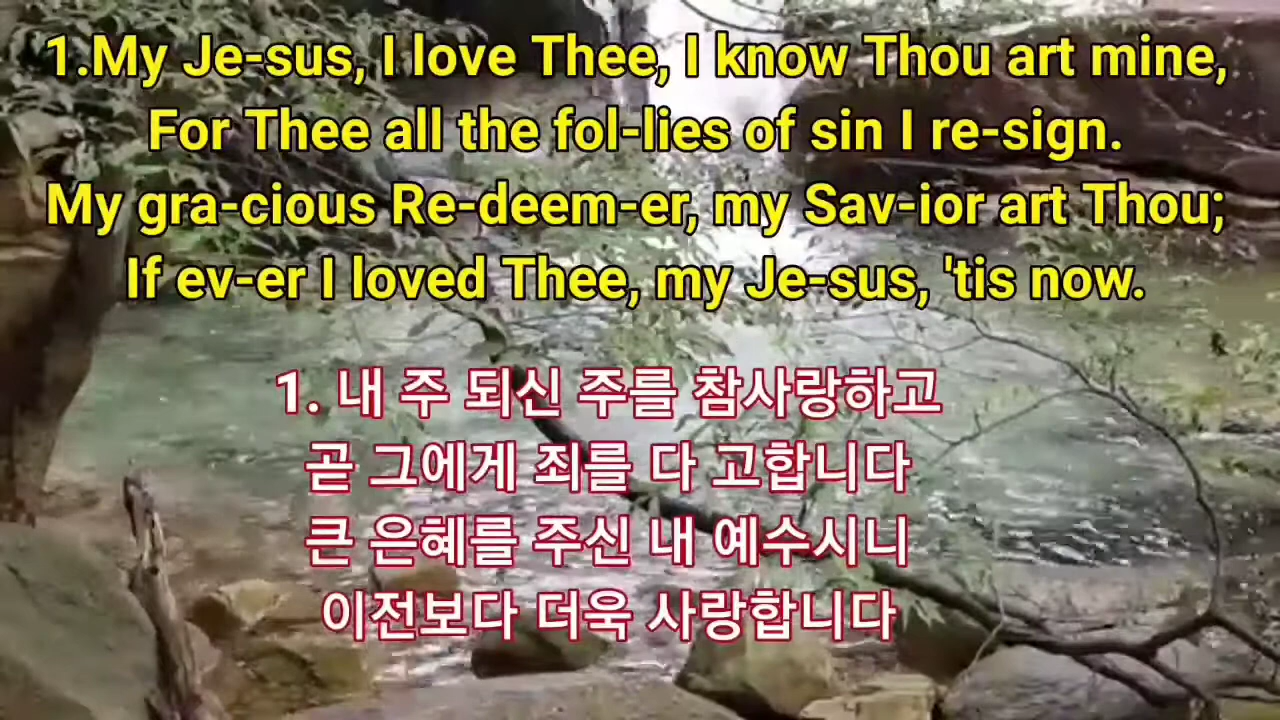 1.My Je-sus, I love Thee, I know Thou art mine,
For Thee all the fol-lies of sin I re-sign.
My gra-cious Re-deem-er, my Sav-ior art Thou;
If ev-er I loved Thee, my Je-sus, 'tis now.
1. 내 주 되신 주를 참사랑하고
곧 그에게 죄를 다 고합니다
큰 은혜를 주신 내 예수시니
이전보다 더욱 사랑합니다